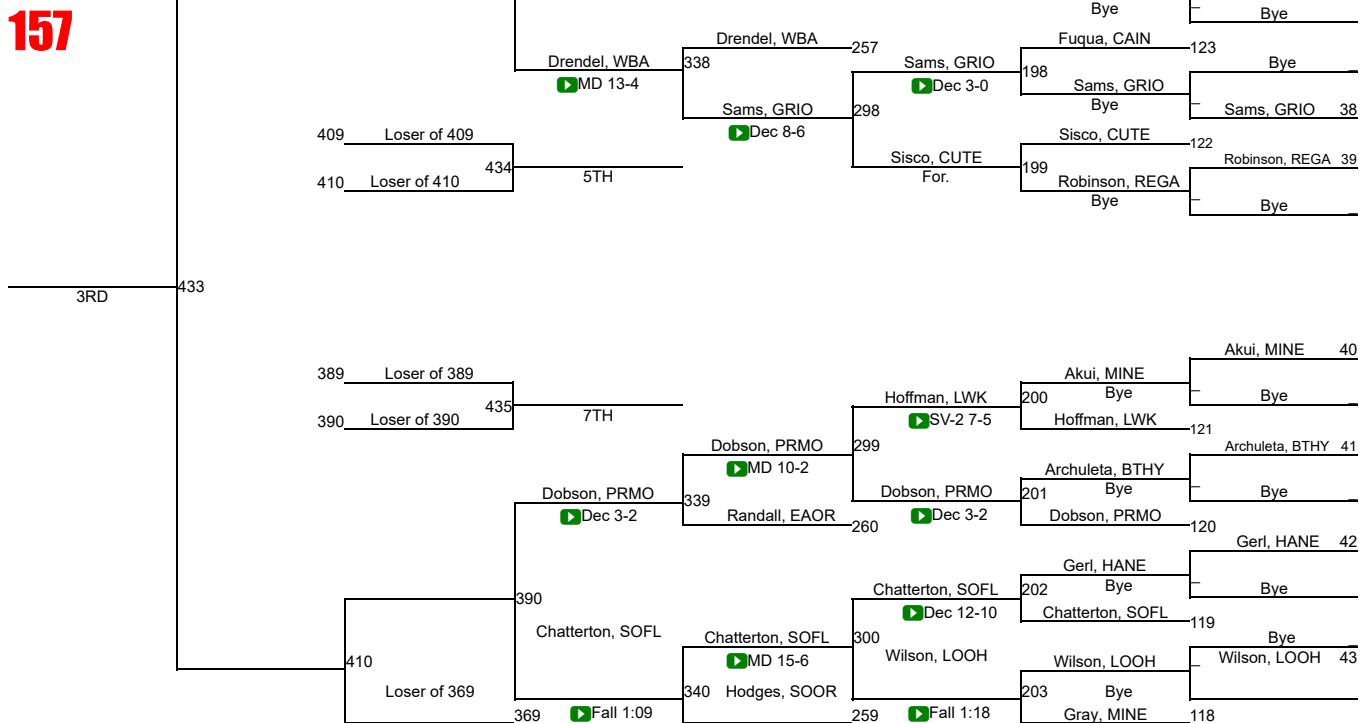 157
Bye
Bye
Drendel, WBA
257
Fuqua, CAIN
123
Drendel, WBA
338
Sams, GRIO
198
Bye
MD 13-4
Dec 3-0
Sams, GRIO
Bye
Sams, GRIO
298
Sams, GRIO 38
Dec 8-6
409 Loser of 409
Sisco, CUTE
122
434
5TH
Sisco, CUTE
For.
199
Robinson, REGA 39
410 Loser of 410
Robinson, REGA
Bye
Bye
3RD
433
Akui, MINE 40
389 Loser of 389
Akui, MINE
Bye
435
7TH
Hoffman, LWK
200
Bye
390 Loser of 390
SV-2 7-5
Hoffman, LWK
121
Dobson, PRMO
299
Archuleta, BTHY 41
MD 10-2
Archuleta, BTHY
Bye
Dobson, PRMO
339
Dobson, PRMO
201
Bye
Dec 3-2
Randall, EAOR
260
Dec 3-2
Dobson, PRMO
120
Gerl, HANE 42
Gerl, HANE
Bye
390
Chatterton, SOFL
202
Bye
Dec 12-10
Chatterton, SOFL
119
Chatterton, SOFL
Chatterton, SOFL
300
Bye
410
MD 15-6
Wilson, LOOH
Wilson, LOOH
Wilson, LOOH 43
Loser of 369
340
Hodges, SOOR
203
Bye
369
Fall 1:09
259
Fall 1:18
Gray, MINE
118